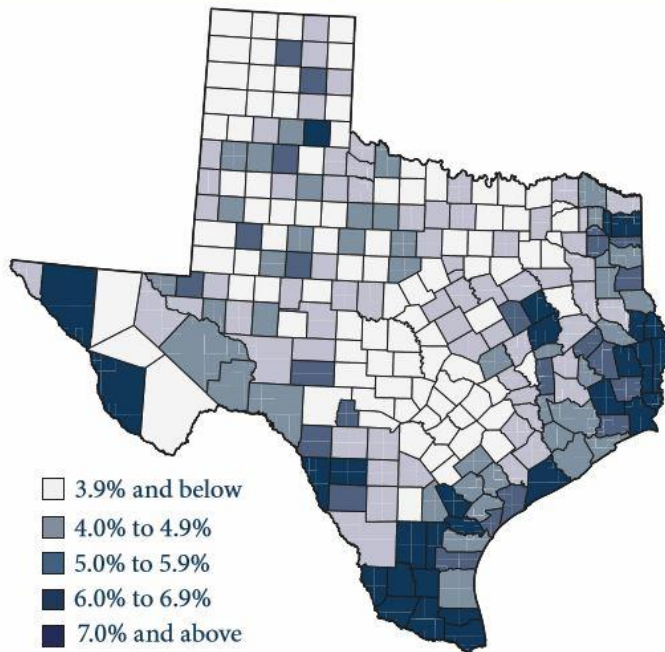 3.9% and below
4.0% to 4.9%
5.0% to 5.9%
6.0% to 6.9%
7.0% and above